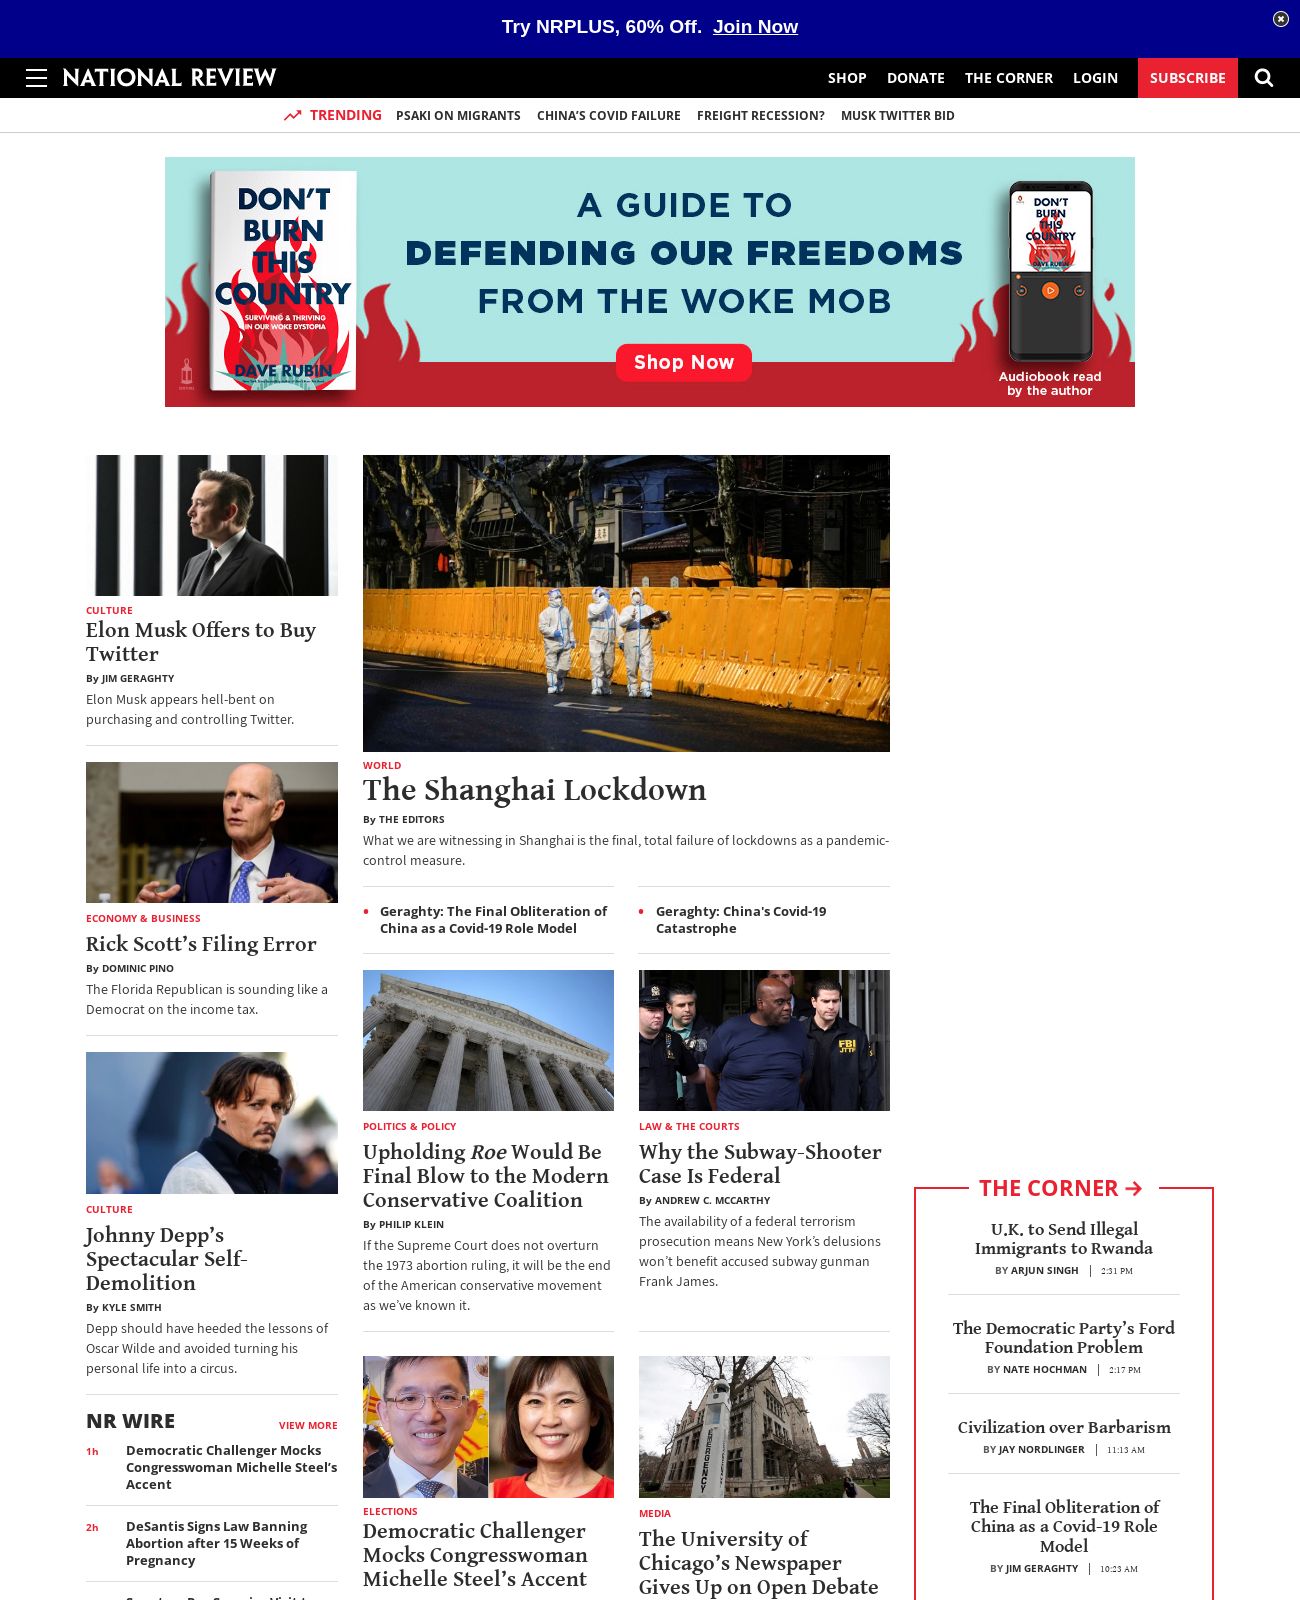 Try NRPLUS, 60% Off. Join Now
NATIONAL REVIEW
SHOP DONATE THE CORNER LOGIN SUBSCRIBE
TRENDING PSAKI ON MIGRANTS CHINA’S COVID FAILURE FREIGHT RECESSION? MUSK TWITTER BID
DON’T
BURN
THIS
COUNTRY
SURVIVING & THRIVING
IN OUR WOKE DYSTOPIA
DAVE RUBIN
A GUIDE TO
DEFENDING OUR FREEDOMS
FROM THE WOKE MOB
Shop Now
DON’T
BURN
THIS
COUNTRY
DAVE RUBIN
Audiobook read
by the author
CULTURE
Elon Musk Offers to Buy
Twitter
By JIM GERAGHTY
Elon Musk appears hell-bent on
purchasing and controlling Twitter.
ECONOMY & BUSINESS
Rick Scott’s Filing Error
By DOMINIC PINO
The Florida Republican is sounding like a
Democrat on the income tax.
CULTURE
Johnny Depp’s
Spectacular Self-
Demolition
By KYLE SMITH
Depp should have heeded the lessons of
Oscar Wilde and avoided turning his
personal life into a circus.
NR WIRE VIEW MORE
1h Democratic Challenger Mocks
Congresswoman Michelle Steel’s
Accent
2h DeSantis Signs Law Banning
Abortion after 15 Weeks of
Pregnancy
WORLD
The Shanghai Lockdown
By THE EDITORS
What we are witnessing in Shanghai is the final, total failure of lockdowns as a pandemic-
control measure.
• Geraghty: The Final Obliteration of
China as a Covid-19 Role Model
• Geraghty: China's Covid-19
Catastrophe
POLITICS & POLICY
Upholding Roe Would Be
Final Blow to the Modern
Conservative Coalition
By PHILIP KLEIN
If the Supreme Court does not overturn
the 1973 abortion ruling, it will be the end
of the American conservative movement
as we’ve known it.
FBI
JTTF
LAW & THE COURTS
Why the Subway-Shooter
Case Is Federal
By ANDREW C. MCCARTHY
The availability of a federal terrorism
prosecution means New York’s delusions
won’t benefit accused subway gunman
Frank James.
ELECTIONS
Democratic Challenger
Mocks Congresswoman
Michelle Steel’s Accent
EMERGENCY
MEDIA
The University of
Chicago’s Newspaper
Gives Up on Open Debate
THE CORNER
U.K. to Send Illegal
Immigrants to Rwanda
BY ARJUN SINGH | 2:31 PM
The Democratic Party’s Ford
Foundation Problem
BY NATE HOCHMAN | 2:17 PM
Civilization over Barbarism
BY JAY NORDLINGER | 11:13 AM
The Final Obliteration of
China as a Covid-19 Role
Model
BY JIM GERAGHTY | 10:23 AM